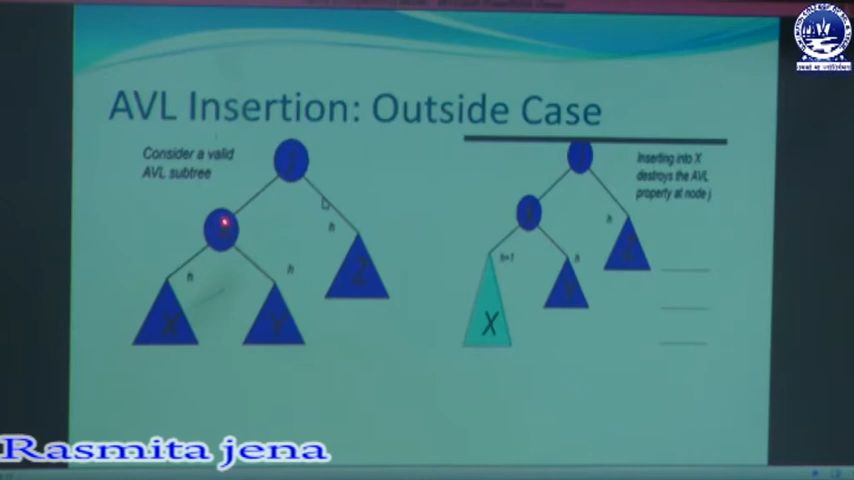 AVL Insertion: Outside Case
Consider a valid
AVL subtree
j
k
h
h
h
X
Y
Z
Inserting into X
destroys the AVL
property at node j
j
k
h
h+1
h
X
Y
Z
Rasmita jena